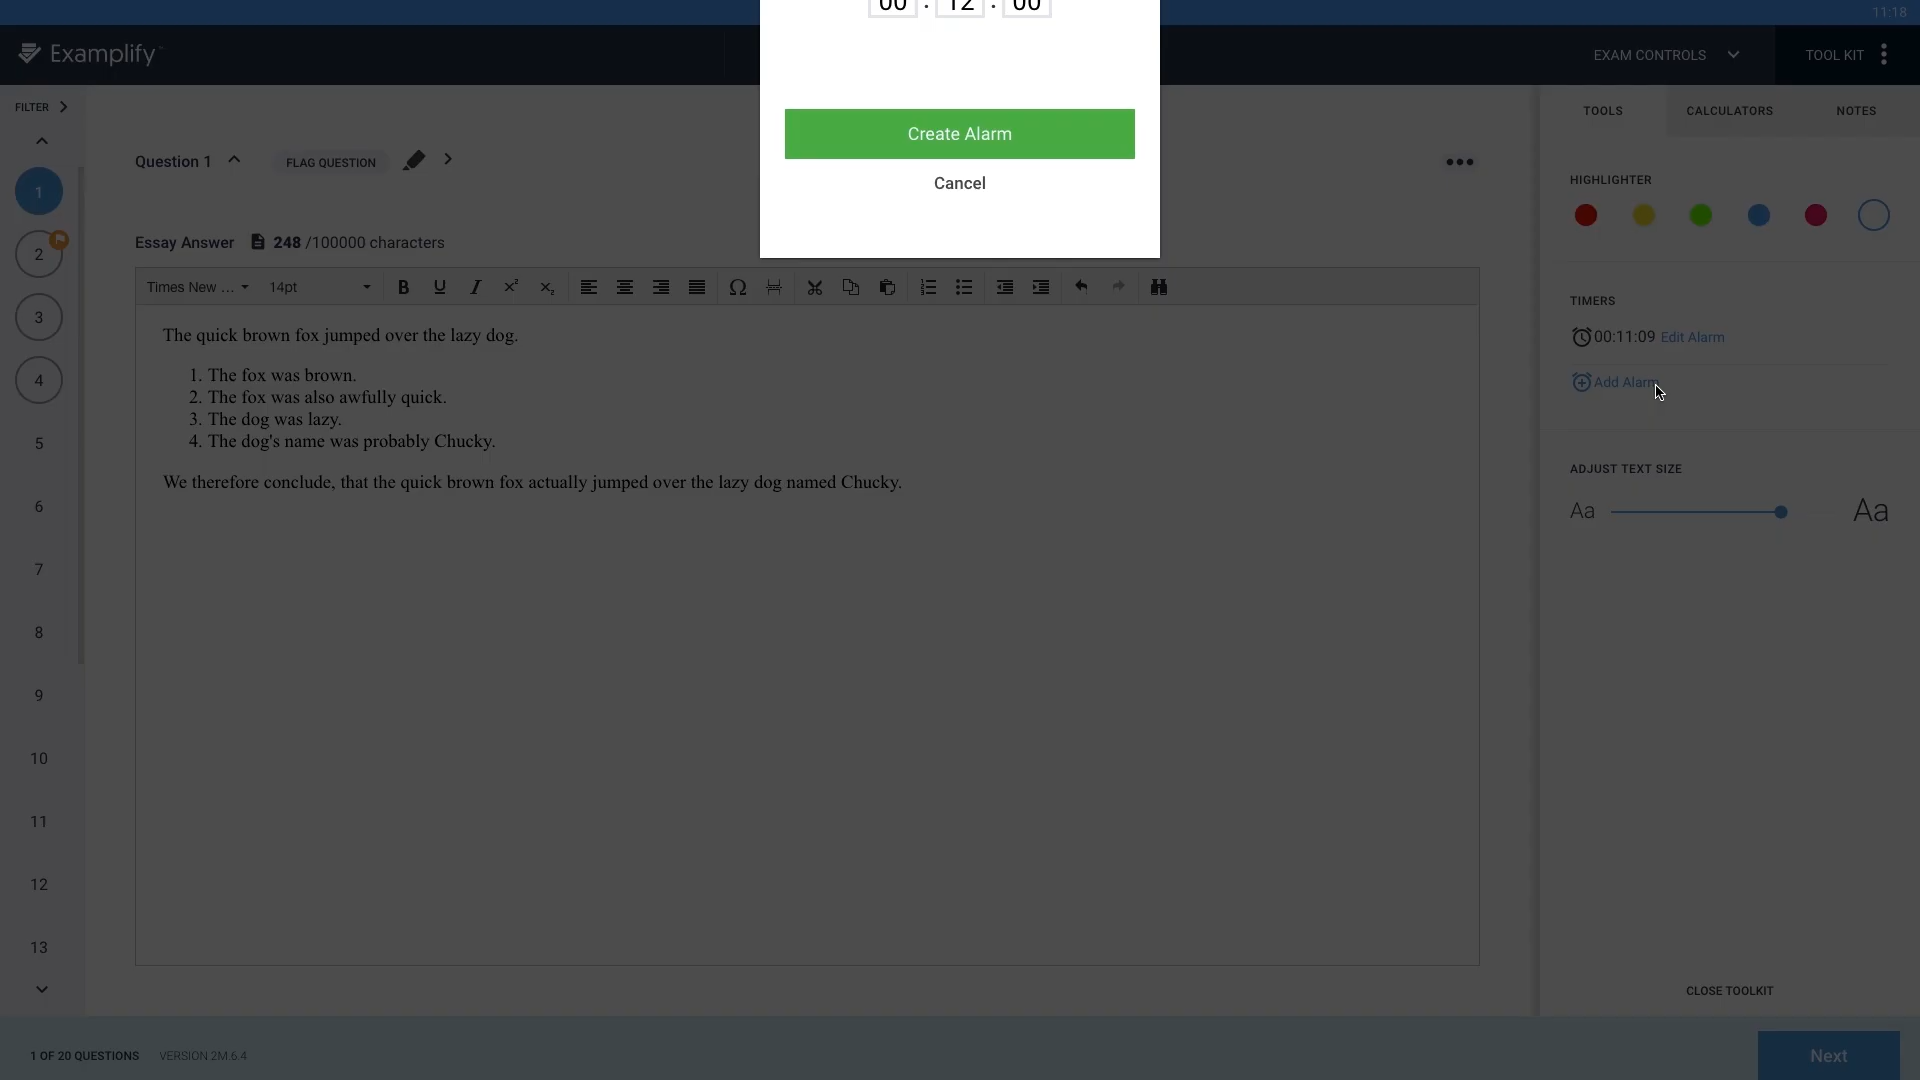 11:18
00 : 12 : 00
Examplify
EXAM CONTROLS
TOOL KIT
FILTER
TOOLS
CALCULATORS
NOTES
Create Alarm
Question 1
FLAG QUESTION
Cancel
HIGHLIGHTER
1
Essay Answer 248 /100000 characters
2
Times New ...
14pt
B U I x² x₂
Ω
TIMERS
3
The quick brown fox jumped over the lazy dog.
00:11:09 Edit Alarm
1. The fox was brown.
Add Alarm
4
2. The fox was also awfully quick.
3. The dog was lazy.
4. The dog's name was probably Chucky.
5
ADJUST TEXT SIZE
We therefore conclude, that the quick brown fox actually jumped over the lazy dog named Chucky.
Aa
Aa
6
7
8
9
10
11
12
13
CLOSE TOOLKIT
1 OF 20 QUESTIONS
VERSION 2M.6.4
Next